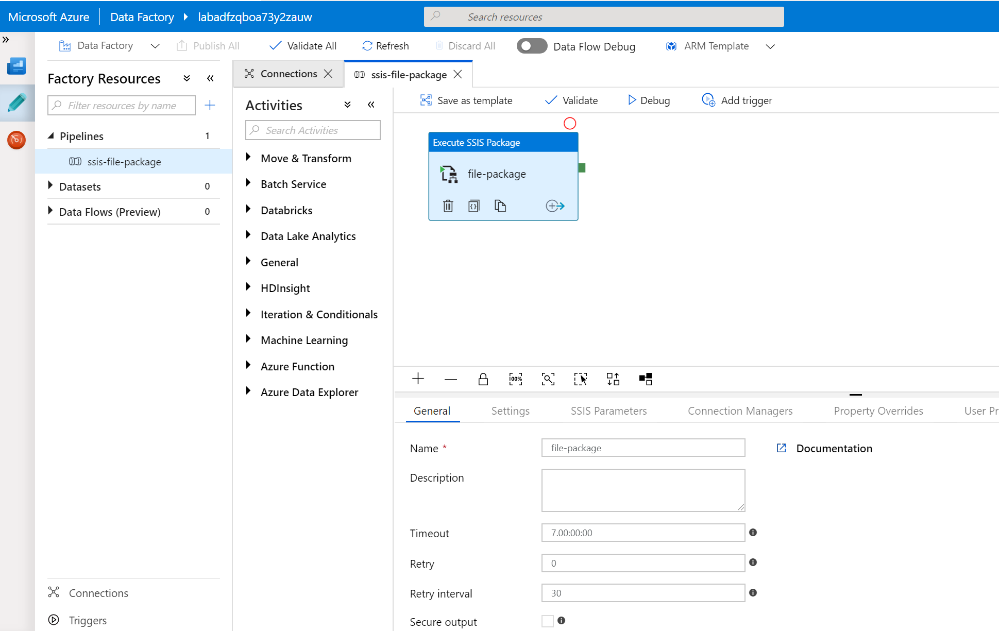 Microsoft Azure
Data Factory
labadfzqboa73y2zauw
Search resources
Data Factory
Publish All
Validate All
Refresh
Discard All
Data Flow Debug
ARM Template
Factory Resources
Filter resources by name
Pipelines
1
ssis-file-package
Datasets
0
Data Flows (Preview)
0
Connections
Triggers
Connections
ssis-file-package
Activities
Search Activities
Move & Transform
Batch Service
Databricks
Data Lake Analytics
General
HDInsight
Iteration & Conditionals
Machine Learning
Azure Function
Azure Data Explorer
Save as template
Validate
Debug
Add trigger
Execute SSIS Package
file-package
100%
General
Settings
SSIS Parameters
Connection Managers
Property Overrides
User Pr
Name *
file-package
Documentation
Description
Timeout
7.00:00:00
Retry
0
Retry interval
30
Secure output